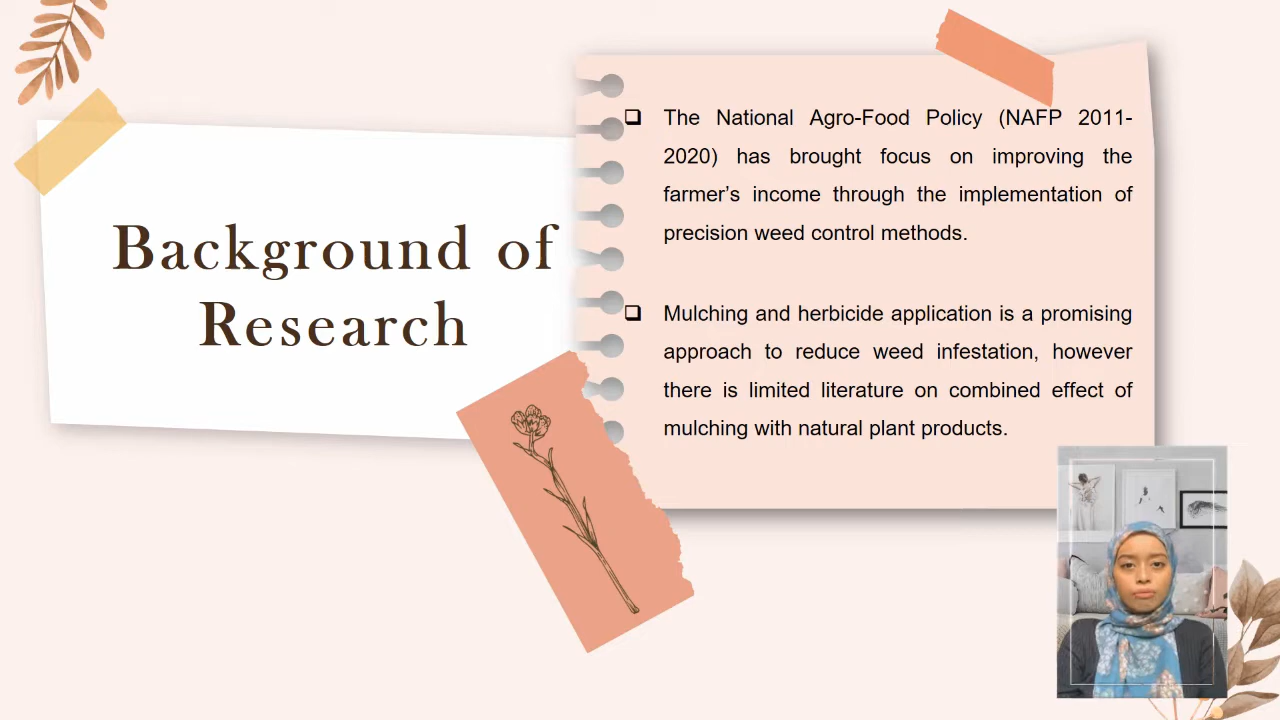 Background of
Research
❑ The National Agro-Food Policy (NAFP 2011-
2020) has brought focus on improving the
farmer's income through the implementation of
precision weed control methods.
❑ Mulching and herbicide application is a promising
approach to reduce weed infestation, however
there is limited literature on combined effect of
mulching with natural plant products.